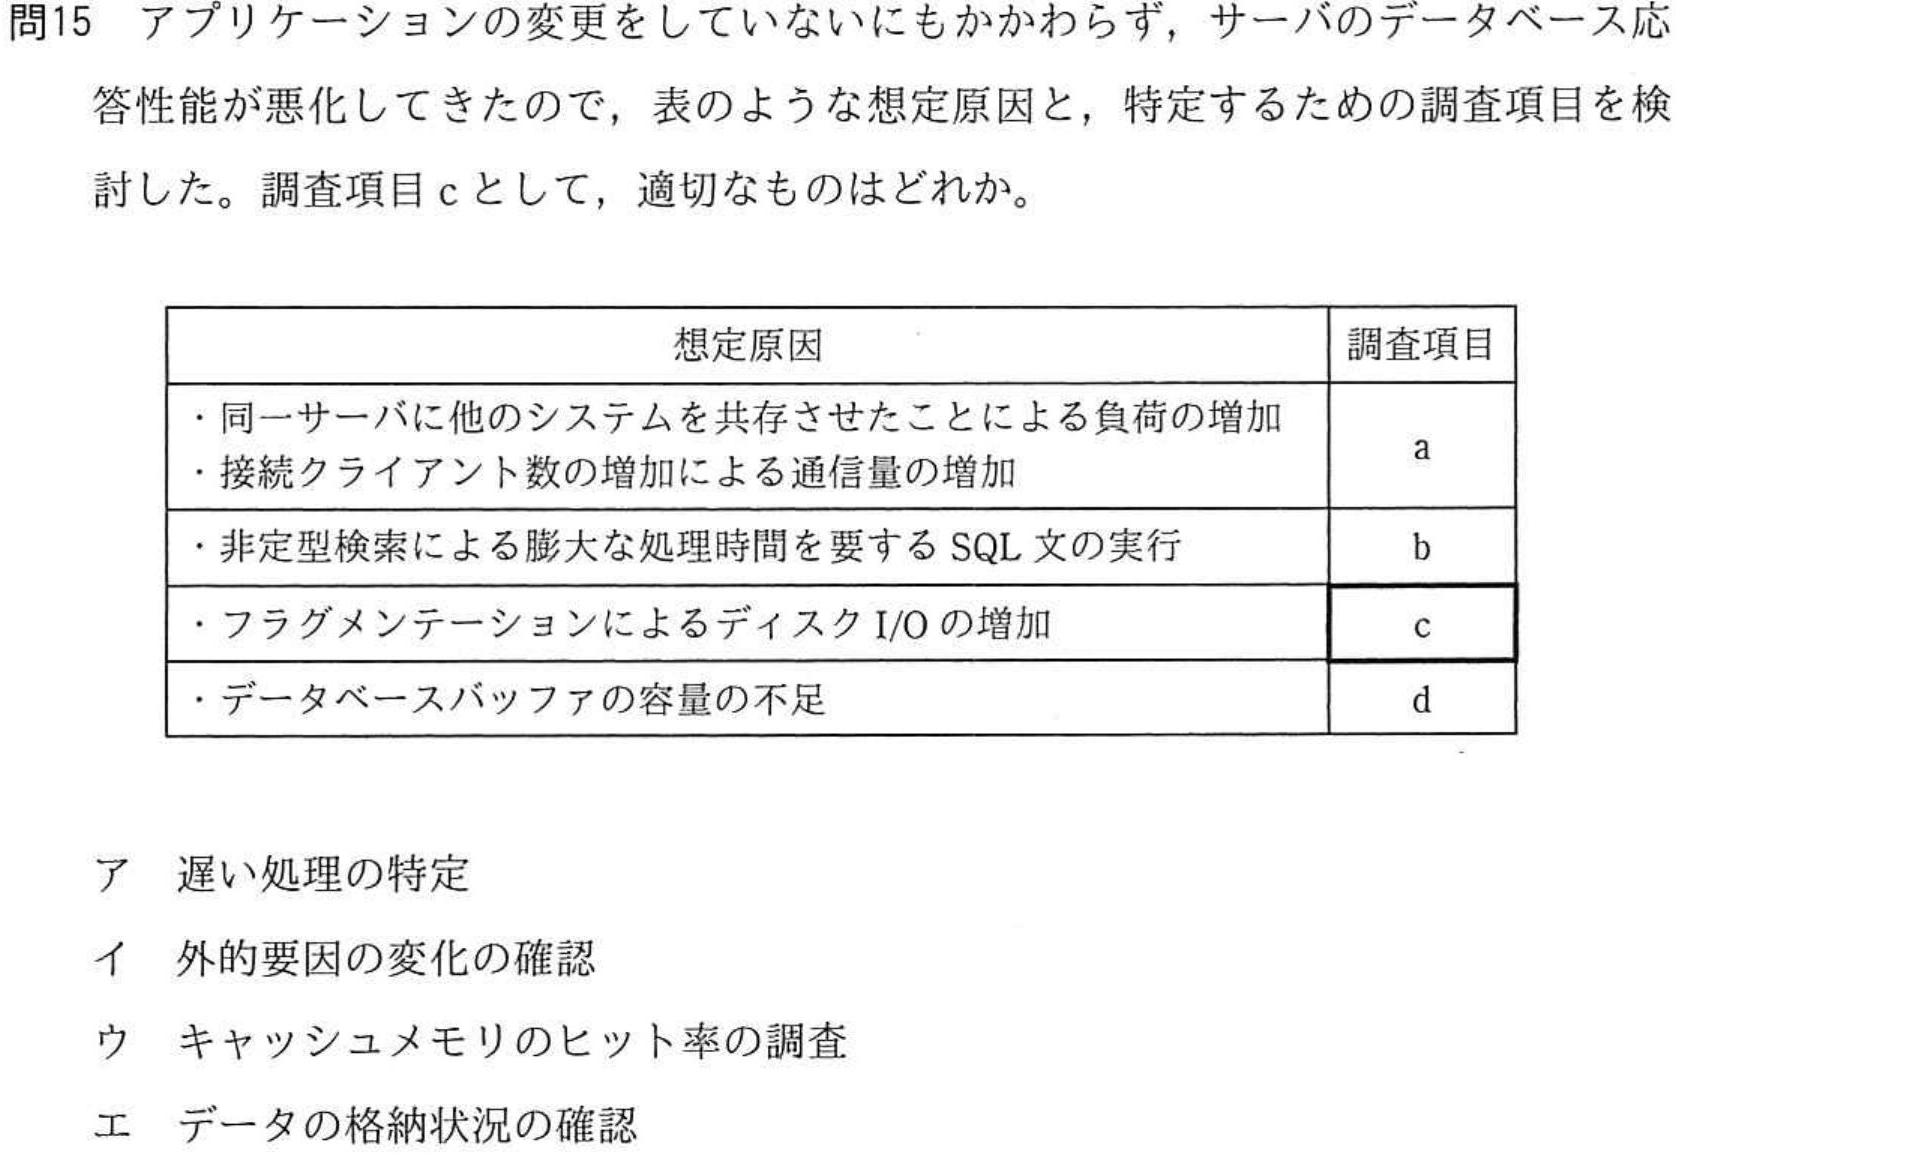 問15 アプリケーションの変更をしていないにもかかわらず，サーバのデータベース応
答性能が悪化してきたので，表のような想定原因と，特定するための調査項目を検
討した。調査項目 c として，適切なものはどれか。
想定原因 調査項目
・同一サーバに他のシステムを共存させたことによる負荷の増加
・接続クライアント数の増加による通信量の増加
a
・非定型検索による膨大な処理時間を要する SQL 文の実行 b
・フラグメンテーションによるディスク I/O の増加 c
・データベースバッファの容量の不足 d
ア 遅い処理の特定
イ 外的要因の変化の確認
ウ キャッシュメモリのヒット率の調査
エ データの格納状況の確認